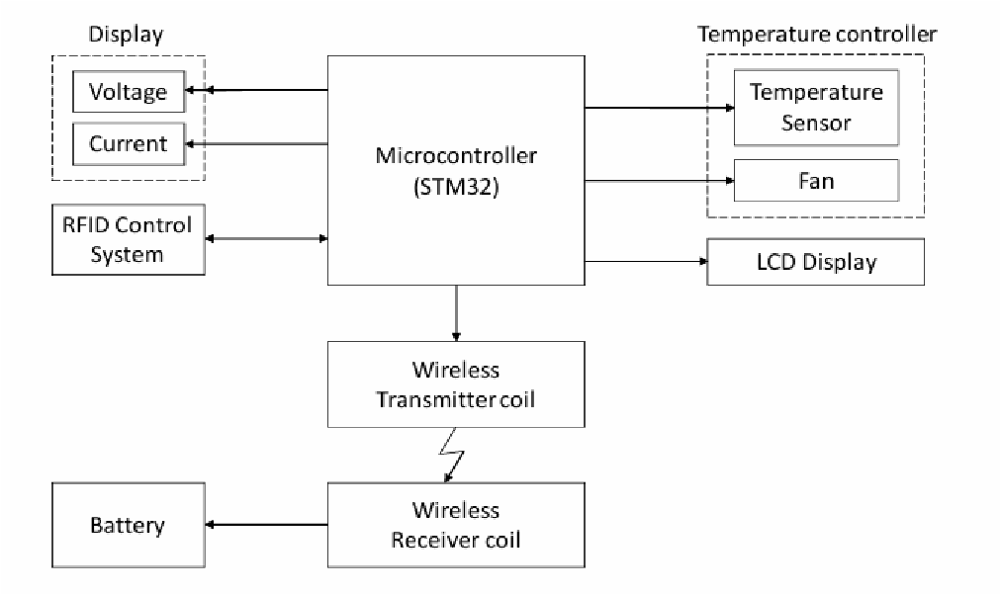 Display
Voltage
Current
RFID Control
System
Microcontroller
(STM32)
Temperature controller
Temperature
Sensor
Fan
LCD Display
Wireless
Transmitter coil
Wireless
Receiver coil
Battery